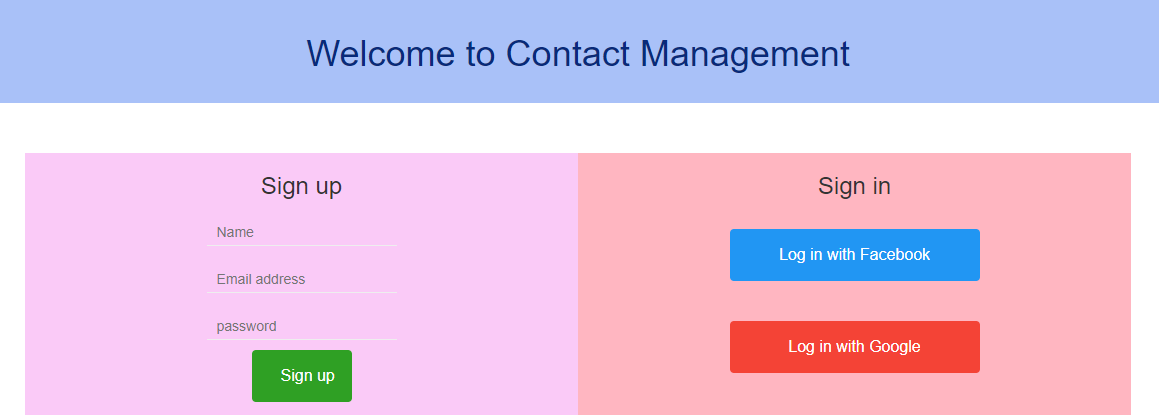 Welcome to Contact Management
Sign up
Name
Email address
password
Sign up
Sign in
Log in with Facebook
Log in with Google